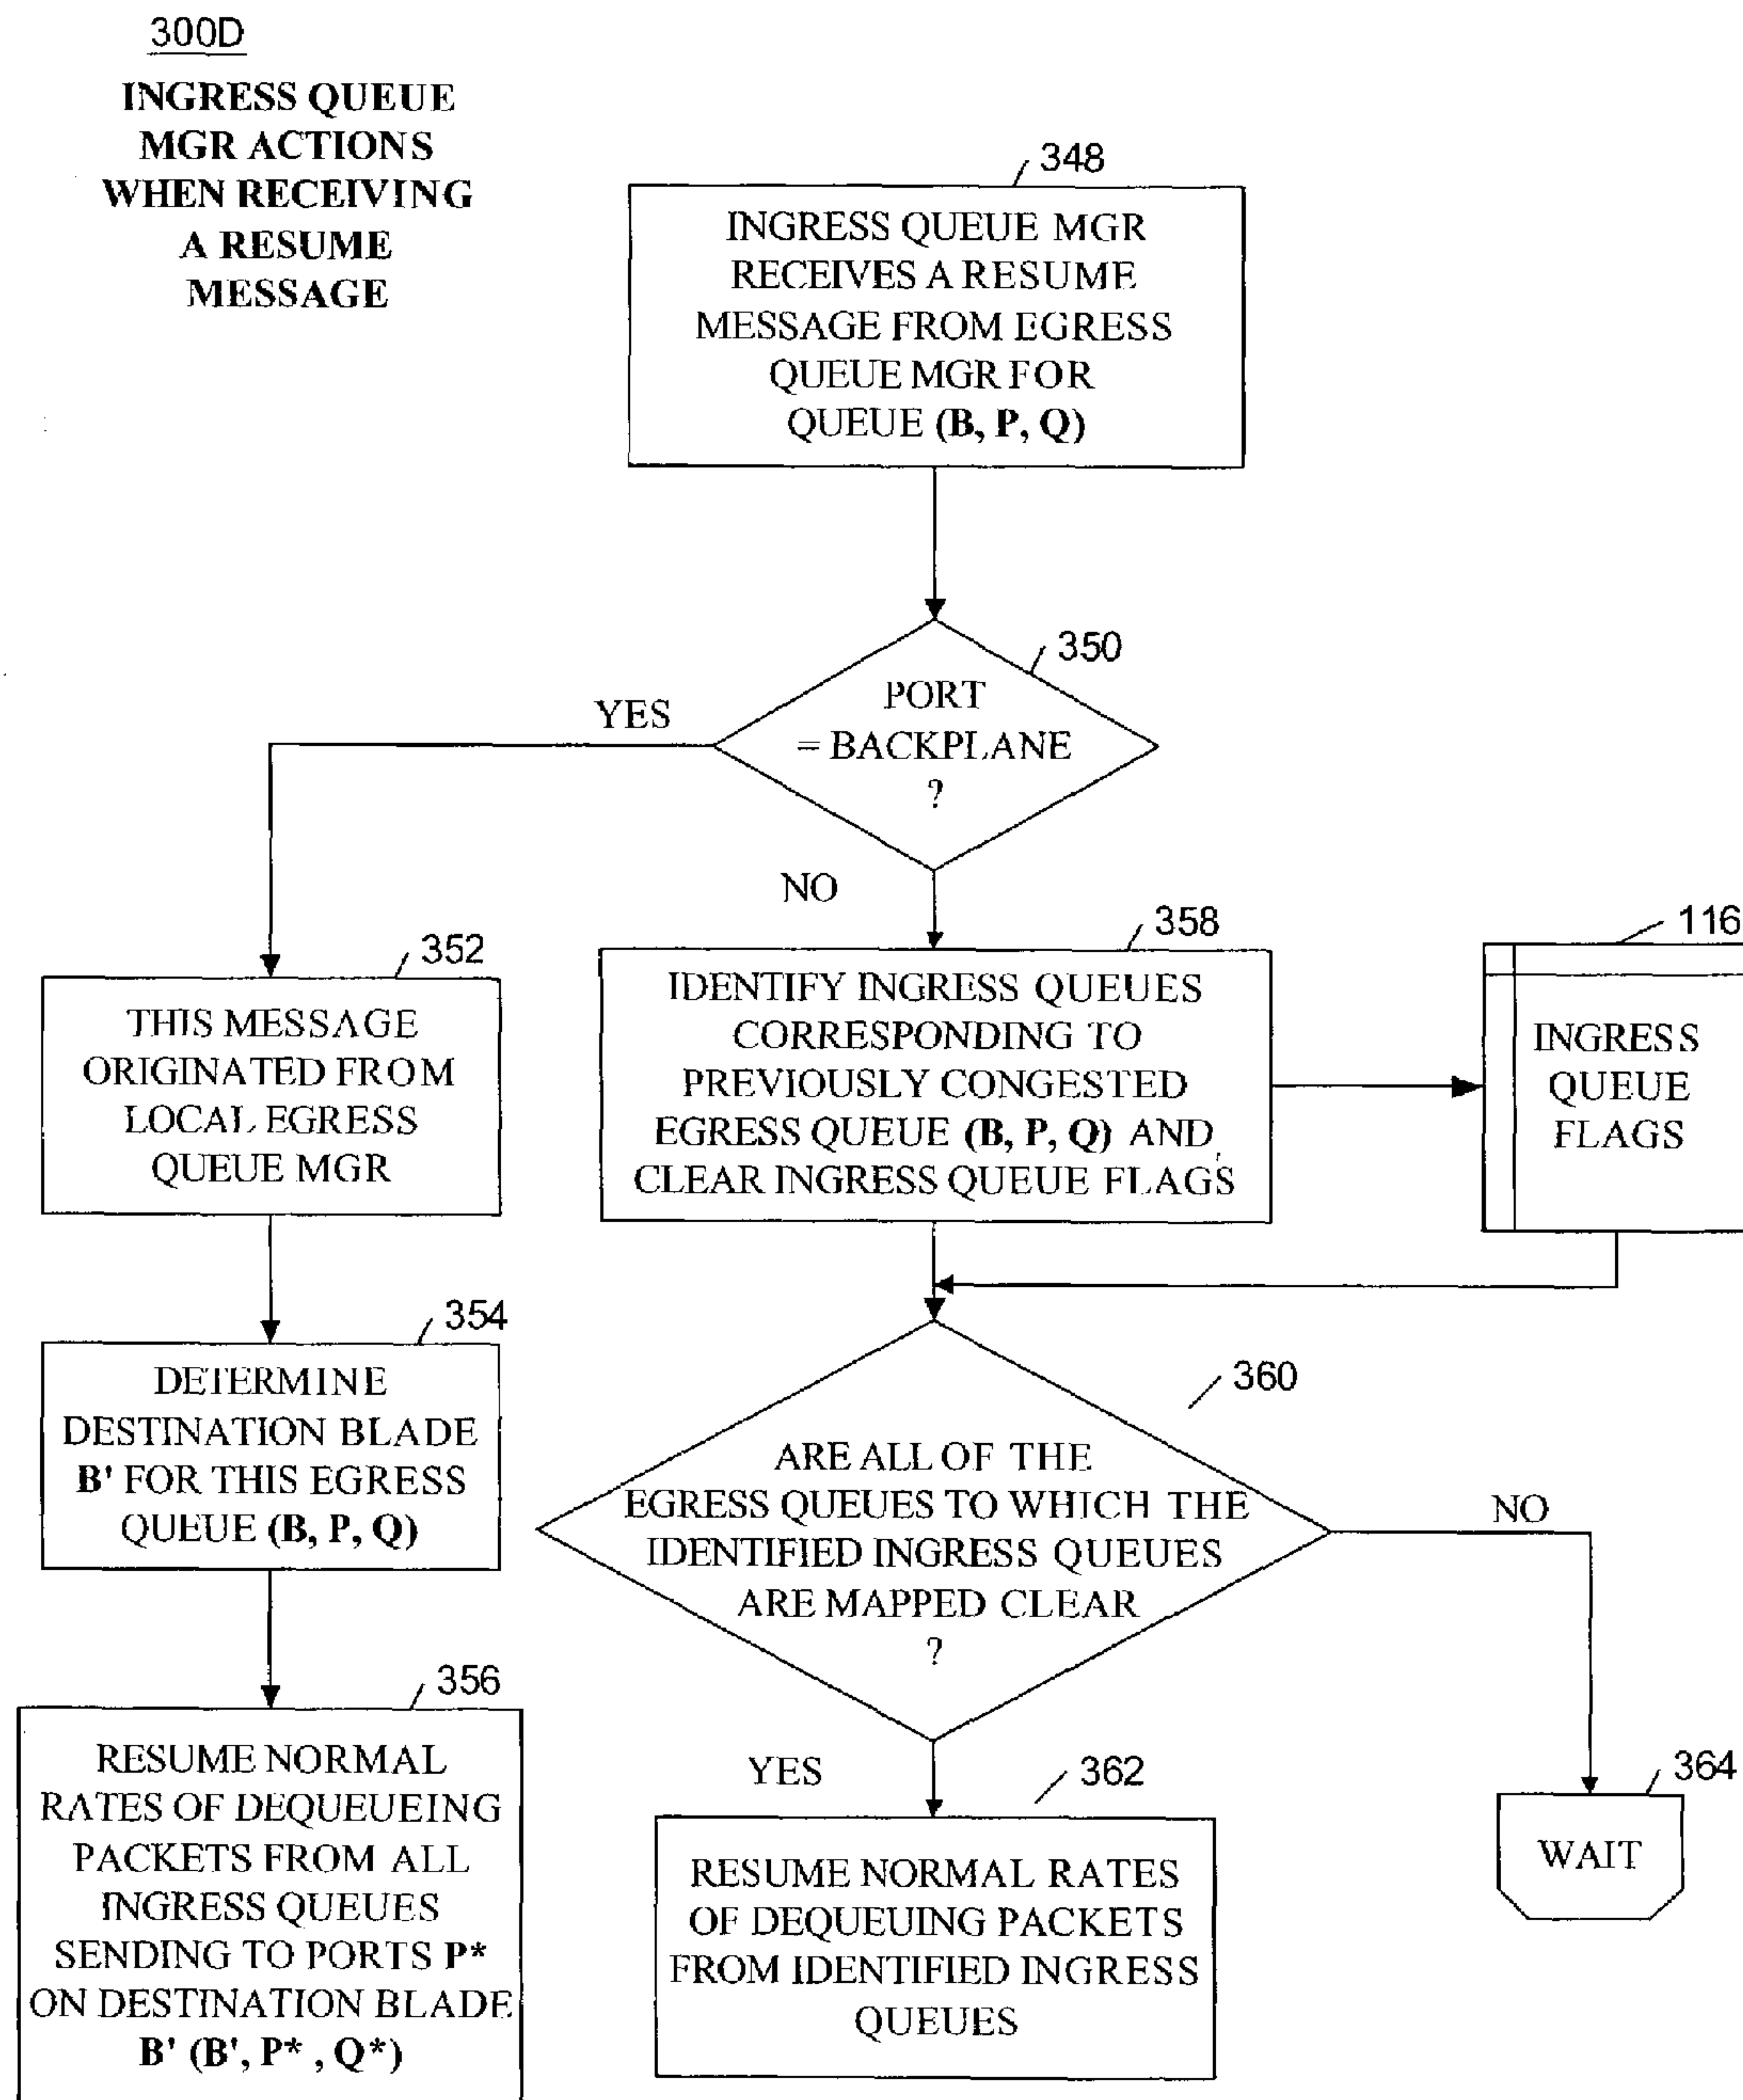 300D
INGRESS QUEUE
MGR ACTIONS
WHEN RECEIVING
A RESUME
MESSAGE
348
INGRESS QUEUE MGR
RECEIVES A RESUME
MESSAGE FROM EGRESS
QUEUE MGR FOR
QUEUE (B, P, Q)
350
PORT
= BACKPLANE
?
YES
NO
352
THIS MESSAGE
ORIGINATED FROM
LOCAL EGRESS
QUEUE MGR
358
IDENTIFY INGRESS QUEUES
CORRESPONDING TO
PREVIOUSLY CONGESTED
EGRESS QUEUE (B, P, Q) AND
CLEAR INGRESS QUEUE FLAGS
116
INGRESS
QUEUE
FLAGS
354
DETERMINE
DESTINATION BLADE
B' FOR THIS EGRESS
QUEUE (B, P, Q)
360
ARE ALL OF THE
EGRESS QUEUES TO WHICH THE
IDENTIFIED INGRESS QUEUES
ARE MAPPED CLEAR
?
NO
YES
356
RESUME NORMAL
RATES OF DEQUEUEING
PACKETS FROM ALL
INGRESS QUEUES
SENDING TO PORTS P*
ON DESTINATION BLADE
B' (B', P* , Q*)
362
RESUME NORMAL RATES
OF DEQUEUING PACKETS
FROM IDENTIFIED INGRESS
QUEUES
364
WAIT